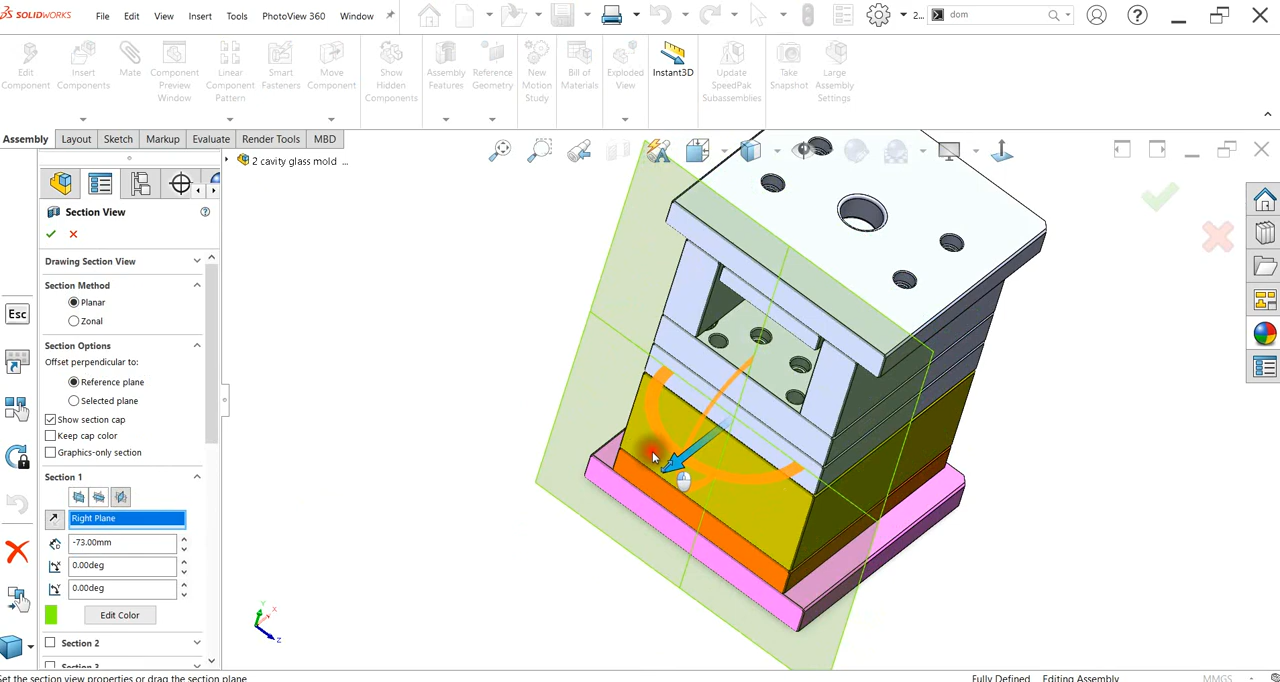 SOLIDWORKS File Edit View Insert Tools PhotoView 360 Window 2... dom
Edit Component
Insert Components
Mate
Component Preview Window
Linear Component Pattern
Smart Fasteners
Move Component
Show Hidden Components
Assembly Features
Reference Geometry
New Motion Study
Bill of Materials
Exploded View
Instant3D
Update SpeedPak Subassemblies
Take Snapshot
Large Assembly Settings
Assembly Layout Sketch Markup Evaluate Render Tools MBD
2 cavity glass mold ...
Section View
Drawing Section View
Section Method
Planar
Zonal
Section Options
Offset perpendicular to:
Reference plane
Selected plane
Show section cap
Keep cap color
Graphics-only section
Section 1
Right Plane
-73.00mm
0.00deg
0.00deg
Edit Color
Section 2
Section 3
Esc
Y
X
Z
Set the section view properties or drag the section plane
Fully Defined Editing Assembly MMGS